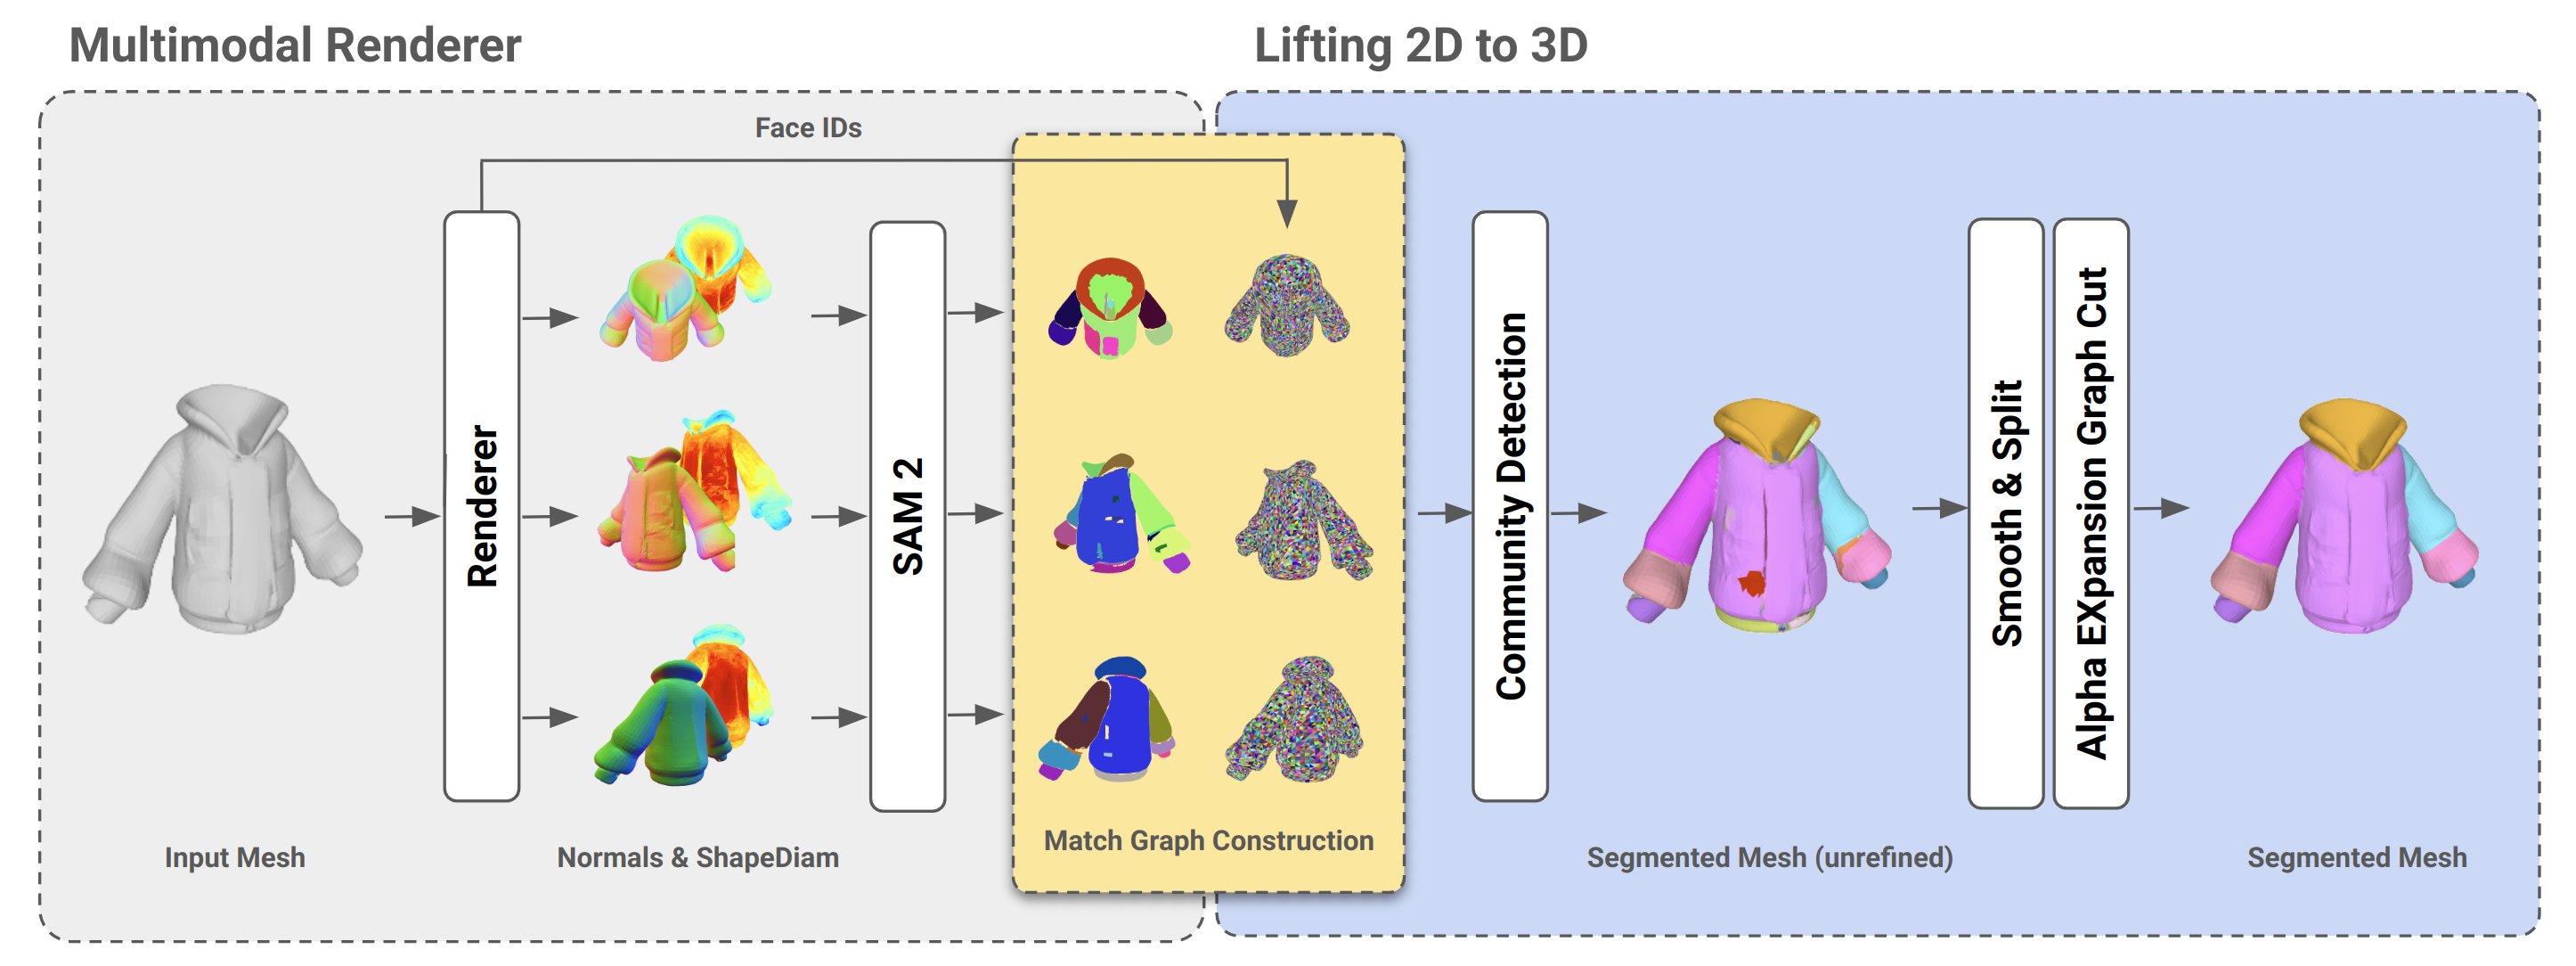 Multimodal Renderer
Lifting 2D to 3D
Face IDs
Renderer
SAM 2
Community Detection
Smooth & Split
Alpha EXpansion Graph Cut
Match Graph Construction
Input Mesh
Normals & ShapeDiam
Segmented Mesh (unrefined)
Segmented Mesh